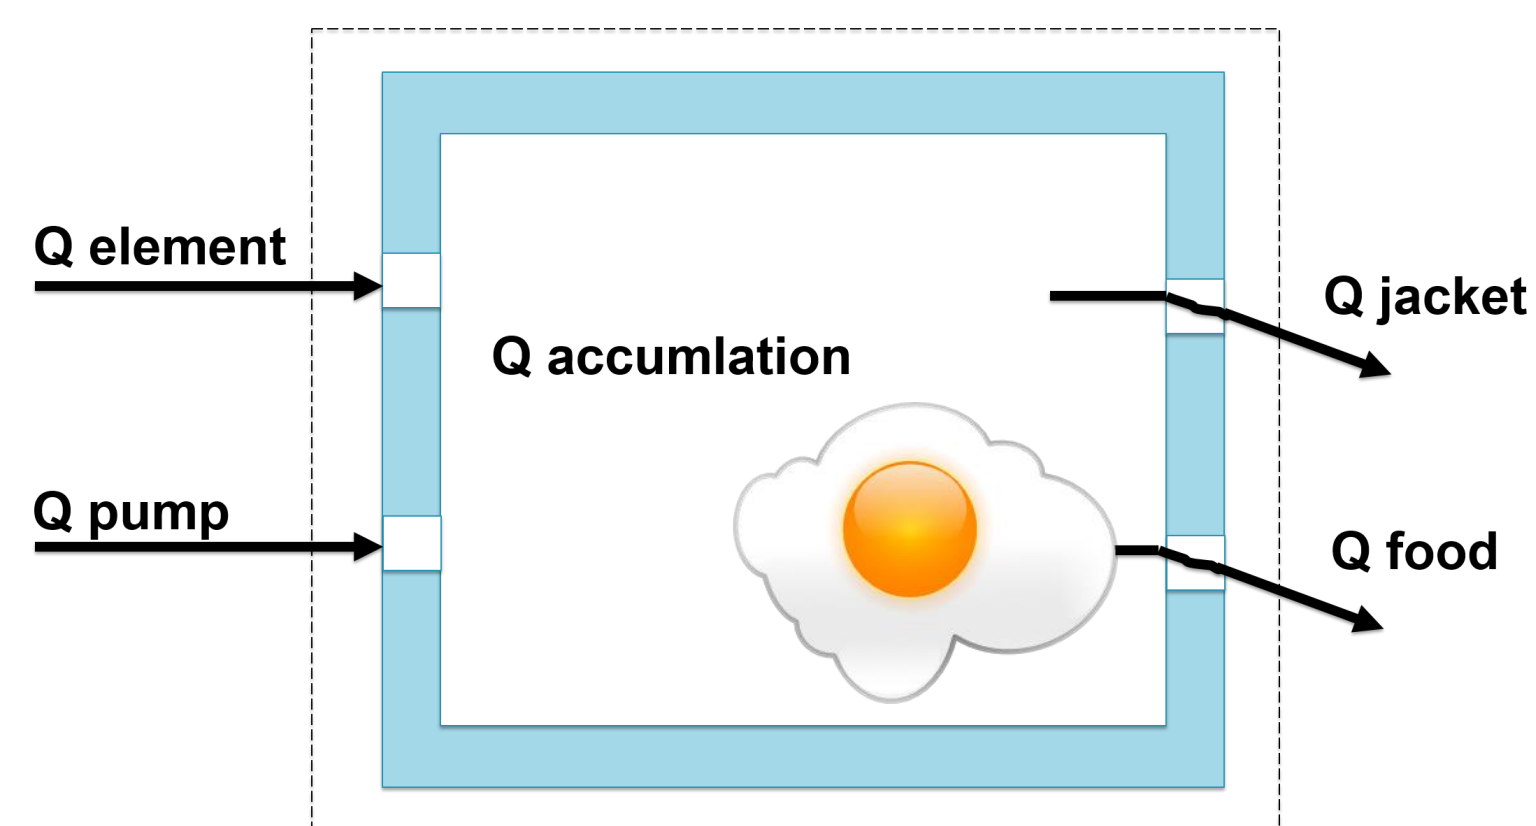 Q element
Q jacket
Q accumlation
Q pump
Q food